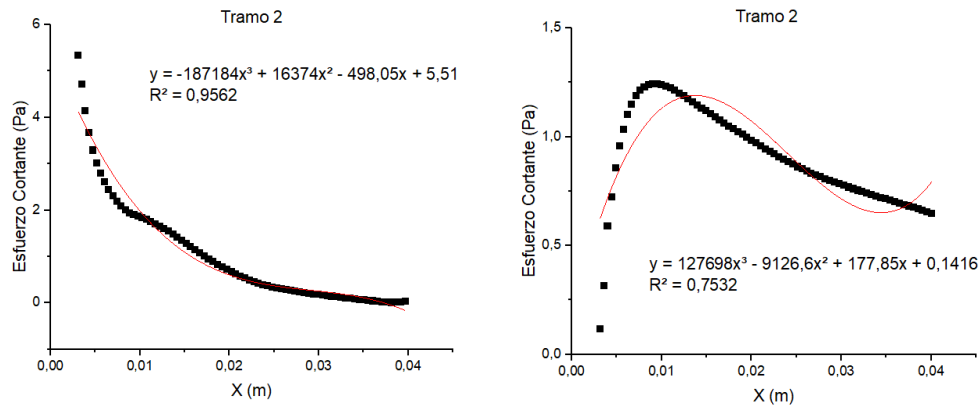 Tramo 2
6
4
2
0
Esfuerzo Cortante (Pa)
y = -187184x³ + 16374x² - 498,05x + 5,51
R² = 0,9562
0,00
0,01
0,02
0,03
0,04
X (m)
Tramo 2
1,5
1,0
0,5
0,0
Esfuerzo Cortante (Pa)
y = 127698x³ - 9126,6x² + 177,85x + 0,1416
R² = 0,7532
0,00
0,01
0,02
0,03
0,04
X (m)